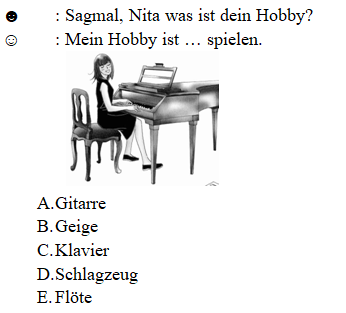 ☻ : Sagmal, Nita was ist dein Hobby?
☺ : Mein Hobby ist … spielen.
A. Gitarre
B. Geige
C. Klavier
D. Schlagzeug
E. Flöte